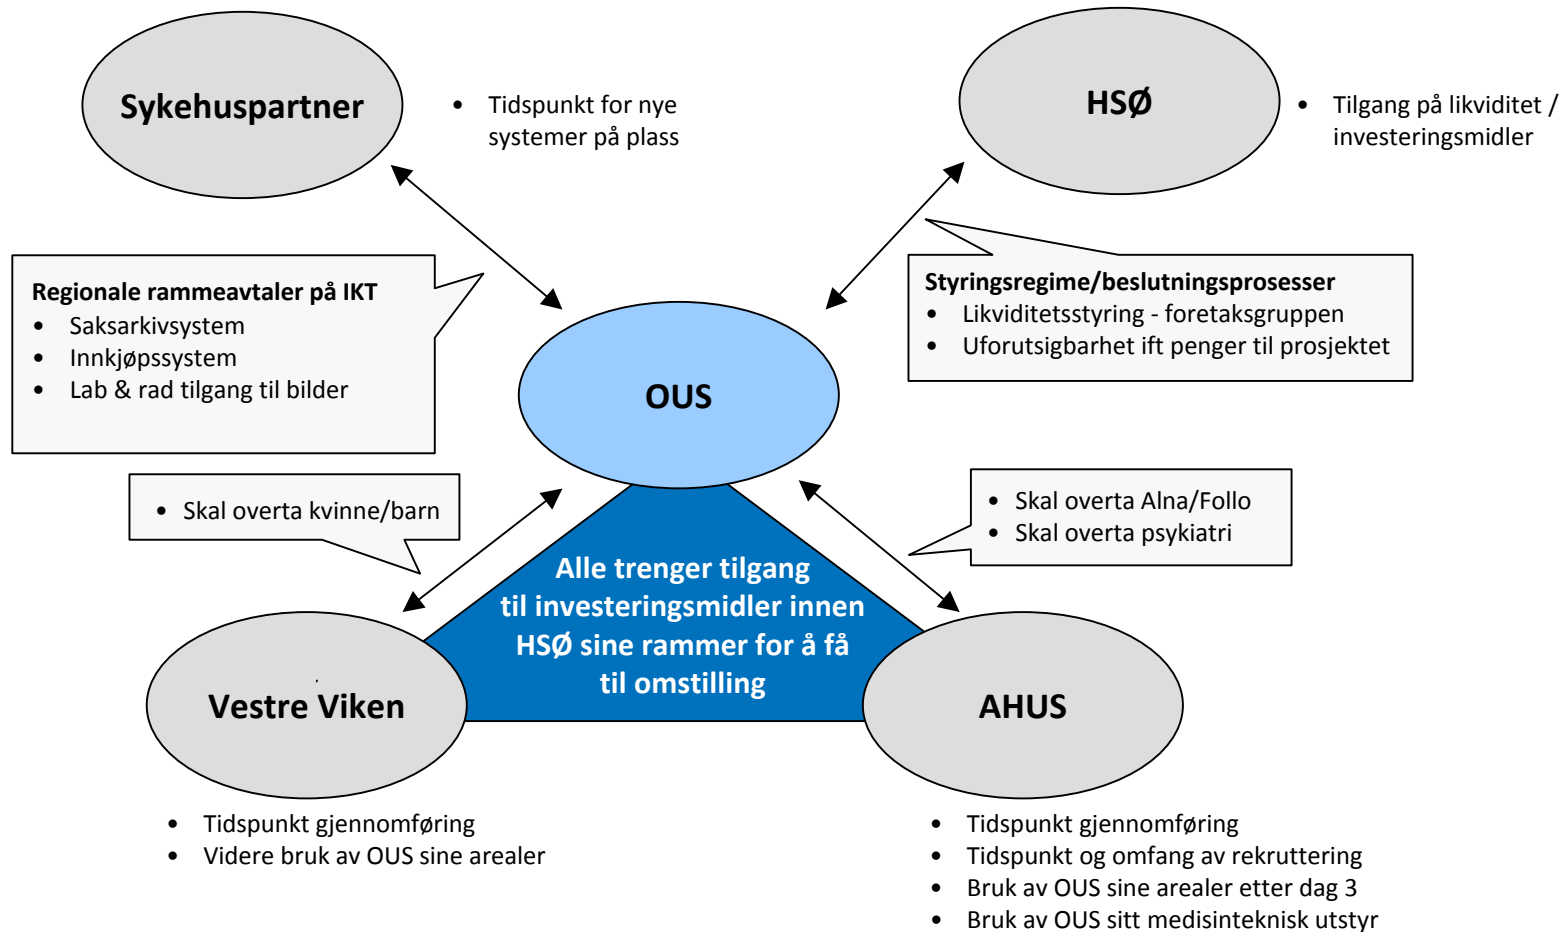 Sykehuspartner
• Tidspunkt for nye
systemer på plass
HSØ
• Tilgang på likviditet /
investeringsmidler
Regionale rammeavtaler på IKT
• Saksarkivsystem
• Innkjøpssystem
• Lab & rad tilgang til bilder
Styringsregime/beslutningsprosesser
• Likviditetsstyring - foretaksgruppen
• Uforutsigbarhet ift penger til prosjektet
OUS
• Skal overta kvinne/barn
• Skal overta Alna/Follo
• Skal overta psykiatri
Alle trenger tilgang
til investeringsmidler innen
HSØ sine rammer for å få
til omstilling
Vestre Viken
AHUS
• Tidspunkt gjennomføring
• Videre bruk av OUS sine arealer
• Tidspunkt gjennomføring
• Tidspunkt og omfang av rekruttering
• Bruk av OUS sine arealer etter dag 3
• Bruk av OUS sitt medisinteknisk utstyr